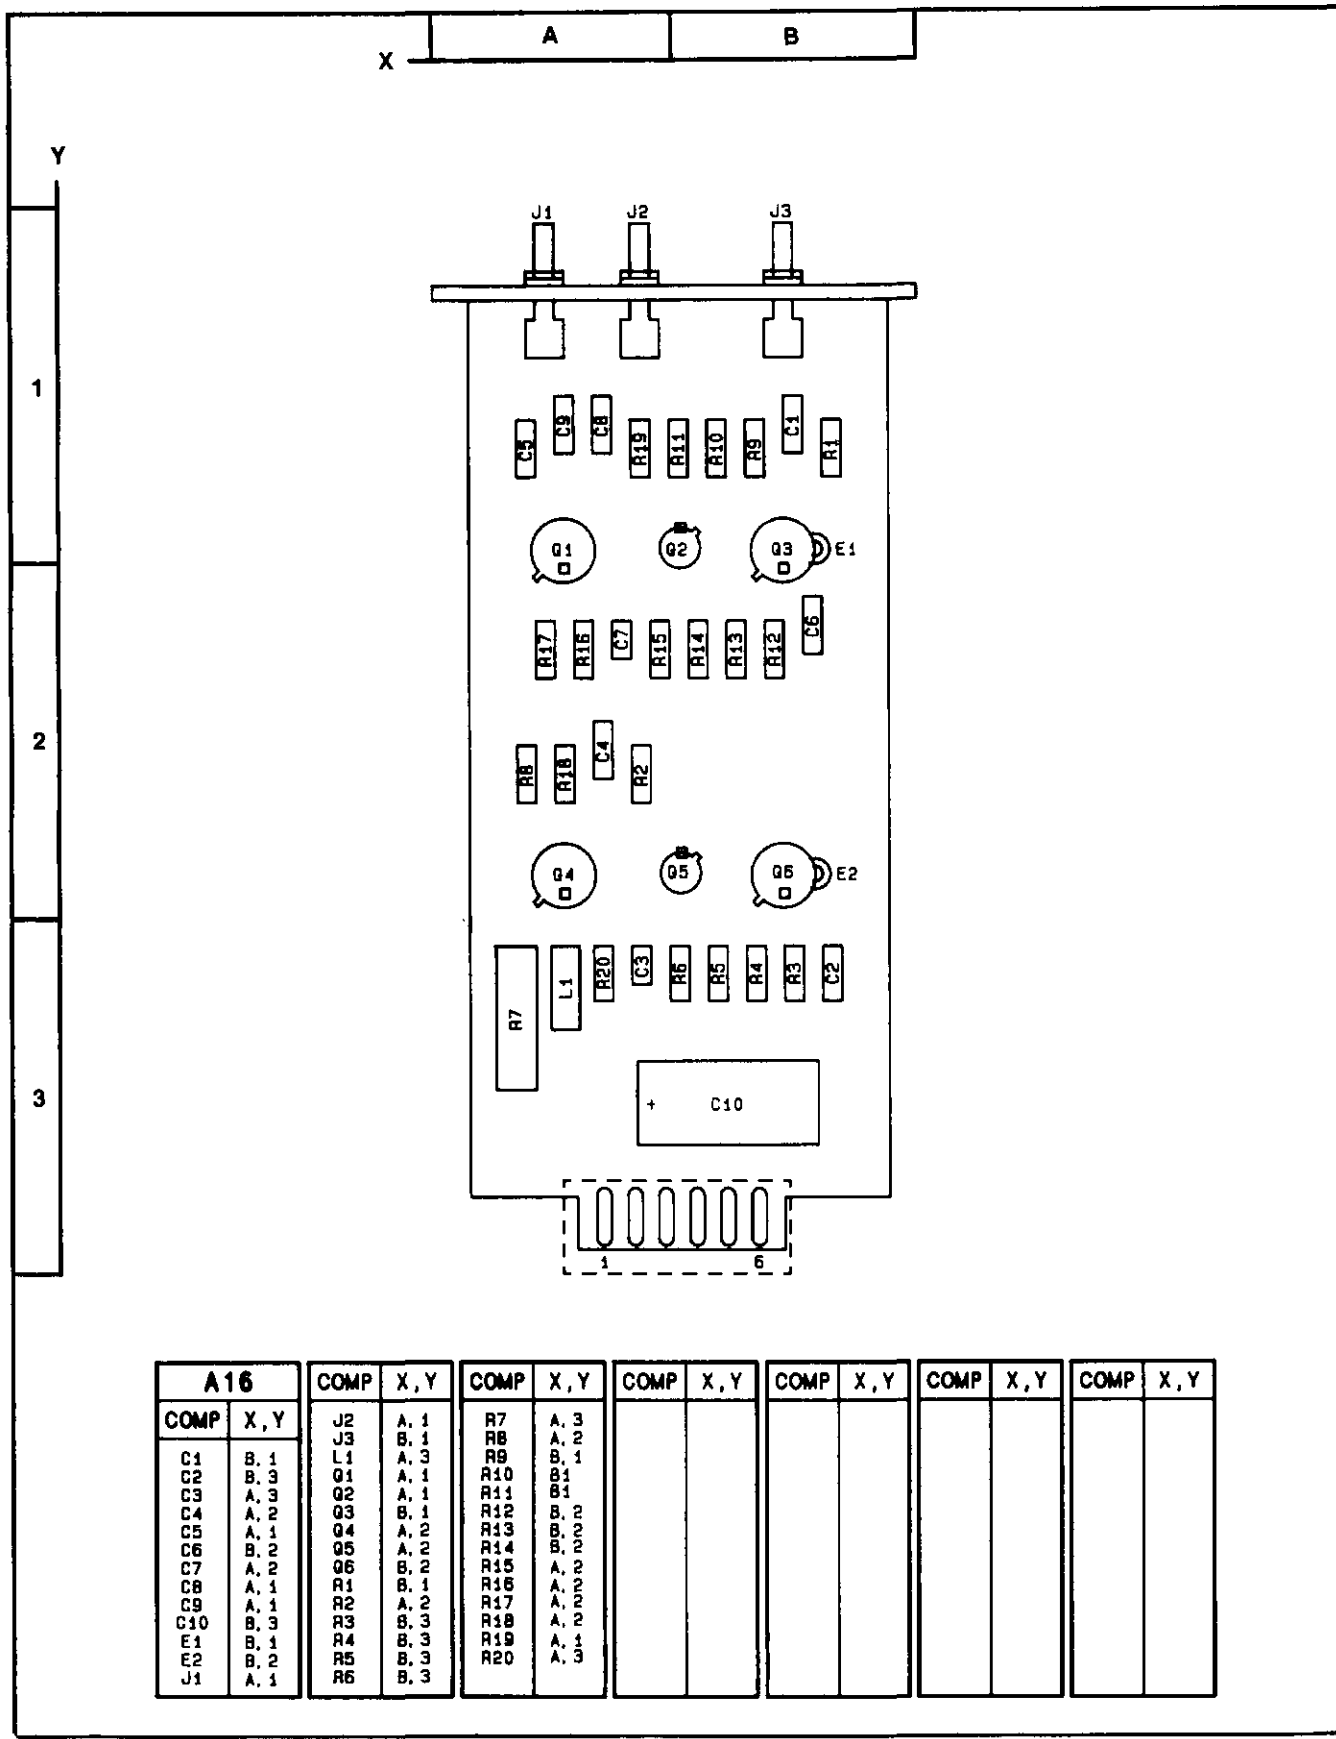 A B
X
Y
J1 J2 J3
1
C5 C9 C8 R19 R11 R10 R9 C1 R1
Q1 Q2 Q3 E1
R17 R16 C7 R15 R14 R13 R12 C6
2
R8 R18 C4 R2
Q4 Q5 Q6 E2
R7 L1 R20 C3 R6 R5 R4 R3 C2
3
+ C10
1 6
A16
COMP X,Y
C1 B,1
C2 B,3
C3 A,3
C4 A,2
C5 A,1
C6 B,2
C7 A,2
C8 A,1
C9 A,1
C10 B,3
E1 B,1
E2 B,2
J1 A,1
COMP X,Y
J2 A,1
J3 B,1
L1 A,3
Q1 A,1
Q2 A,1
Q3 B,1
Q4 A,2
Q5 A,2
Q6 B,2
R1 B,1
R2 A,2
R3 B,3
R4 B,3
R5 B,3
R6 B,3
COMP X,Y
R7 A,3
R8 A,2
R9 B,1
R10 B1
R11 B1
R12 B,2
R13 B,2
R14 B,2
R15 A,2
R16 A,2
R17 A,2
R18 A,2
R19 A,1
R20 A,3
COMP X,Y
COMP X,Y
COMP X,Y
COMP X,Y